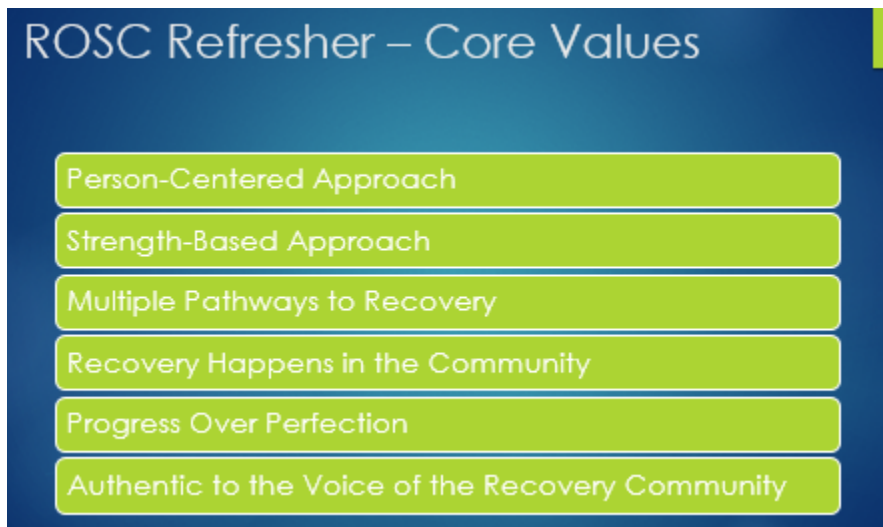 ROSC Refresher – Core Values
Person-Centered Approach
Strength-Based Approach
Multiple Pathways to Recovery
Recovery Happens in the Community
Progress Over Perfection
Authentic to the Voice of the Recovery Community